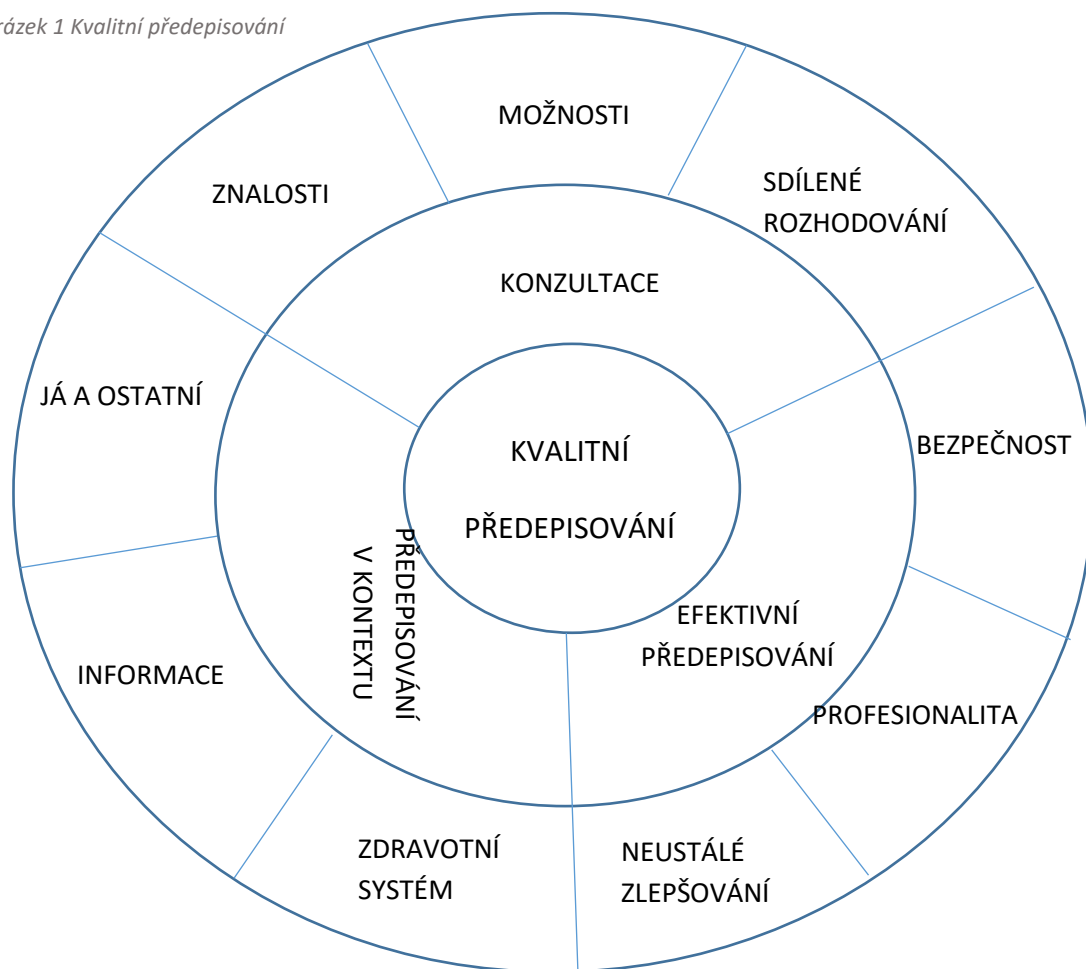 rázek 1 Kvalitní předepisování
MOŽNOSTI
ZNALOSTI
SDÍLENÉ
ROZHODOVÁNÍ
KONZULTACE
JÁ A OSTATNÍ
BEZPEČNOST
KVALITNÍ
PŘEDEPISOVÁNÍ
PŘEDEPISOVÁNÍ
V KONTEXTU
EFEKTIVNÍ
PŘEDEPISOVÁNÍ
INFORMACE
PROFESIONALITA
ZDRAVOTNÍ
SYSTÉM
NEUSTÁLÉ
ZLEPŠOVÁNÍ